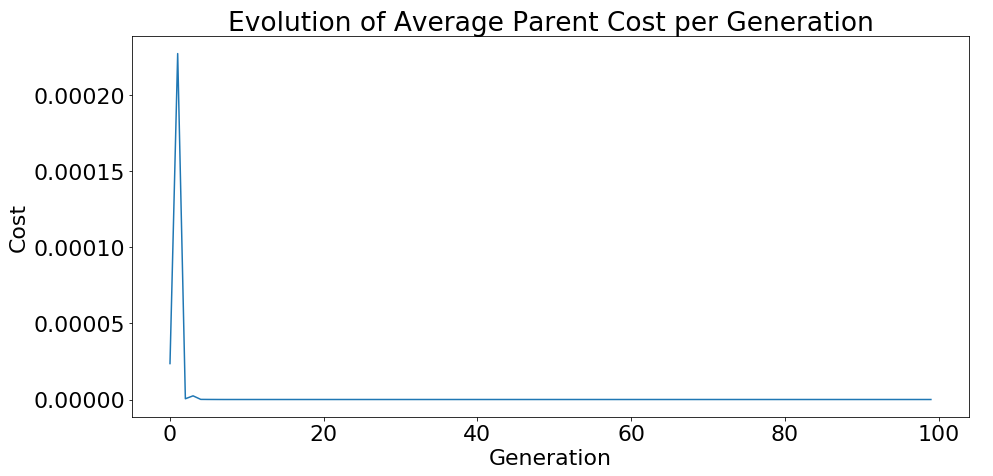 Evolution of Average Parent Cost per Generation
0.00020
0.00015
0.00010
0.00005
0.00000
Cost
0 20 40 60 80 100
Generation